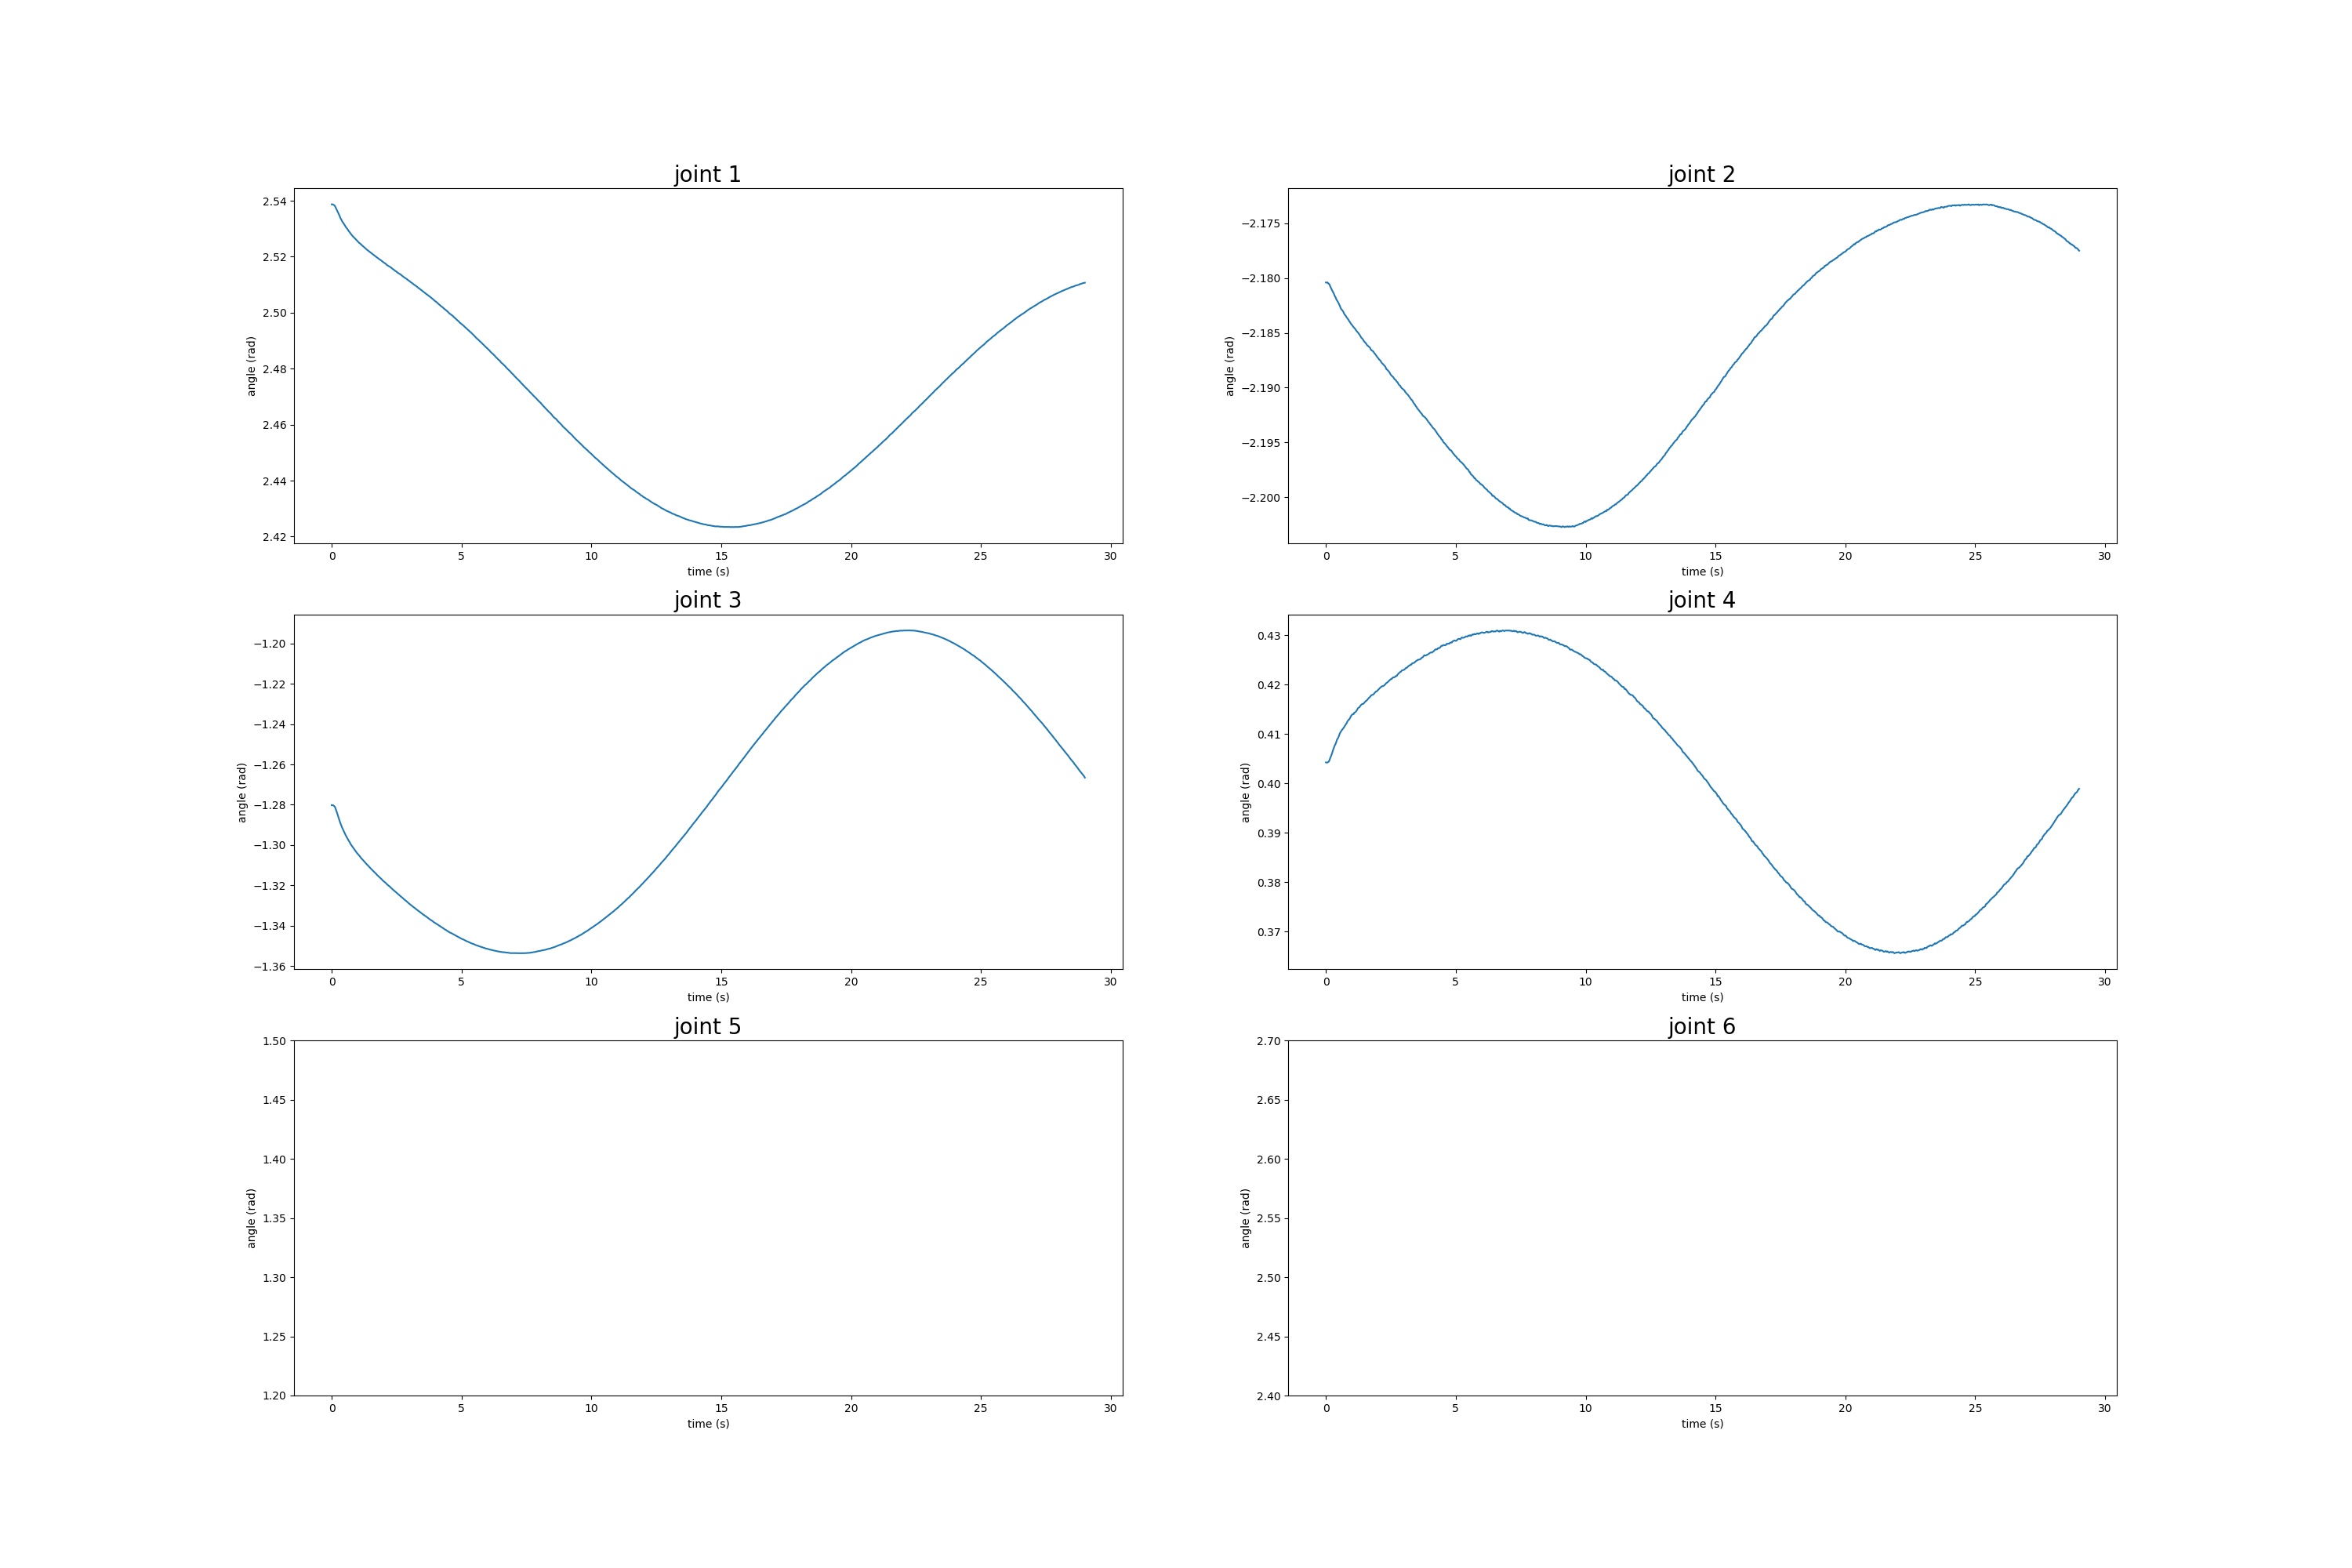 joint 1
2.54
2.52
2.50
2.48
2.46
2.44
2.42
angle (rad)
0 5 10 15 20 25 30
time (s)
joint 2
−2.175
−2.180
−2.185
−2.190
−2.195
−2.200
angle (rad)
0 5 10 15 20 25 30
time (s)
joint 3
−1.20
−1.22
−1.24
−1.26
−1.28
−1.30
−1.32
−1.34
−1.36
angle (rad)
0 5 10 15 20 25 30
time (s)
joint 4
0.43
0.42
0.41
0.40
0.39
0.38
0.37
angle (rad)
0 5 10 15 20 25 30
time (s)
joint 5
1.50
1.45
1.40
1.35
1.30
1.25
1.20
angle (rad)
0 5 10 15 20 25 30
time (s)
joint 6
2.70
2.65
2.60
2.55
2.50
2.45
2.40
angle (rad)
0 5 10 15 20 25 30
time (s)